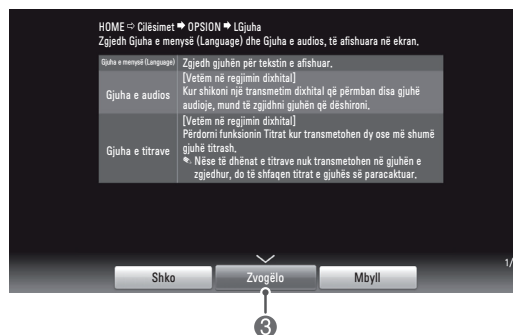 HOME ⇨ Cilësimet ➡ OPSION ➡ LGjuha
Zgjedh Gjuha e menysë (Language) dhe Gjuha e audios, të afishuara në ekran.
Gjuha e menysë (Language) Zgjedh gjuhën për tekstin e afishuar.
Gjuha e audios
[Vetëm në regjimin dixhital]
Kur shikoni një transmetim dixhital që përmban disa gjuhë
audioje, mund të zgjidhni gjuhën që dëshironi.
Gjuha e titrave
[Vetëm në regjimin dixhital]
Përdorni funksionin Titrat kur transmetohen dy ose më shumë
gjuhë titrash.
Nëse të dhënat e titrave nuk transmetohen në gjuhën e
zgjedhur, do të shfaqen titrat e gjuhës së paracaktuar.
1/
Shko Zvogëlo Mbyll
3